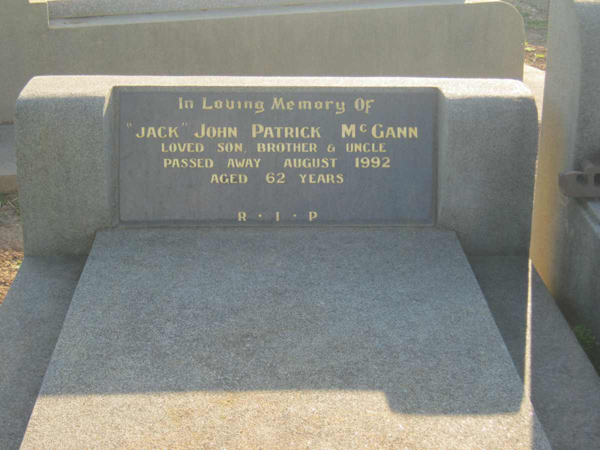 In Loving Memory Of
"JACK" JOHN PATRICK McGANN
LOVED SON, BROTHER & UNCLE
PASSED AWAY AUGUST 1992
AGED 62 YEARS
R · I · P